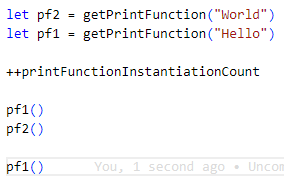 let pf2 = getPrintFunction("World")
let pf1 = getPrintFunction("Hello")
++printFunctionInstantiationCount
pf1()
pf2()
pf1() You, 1 second ago • Uncom